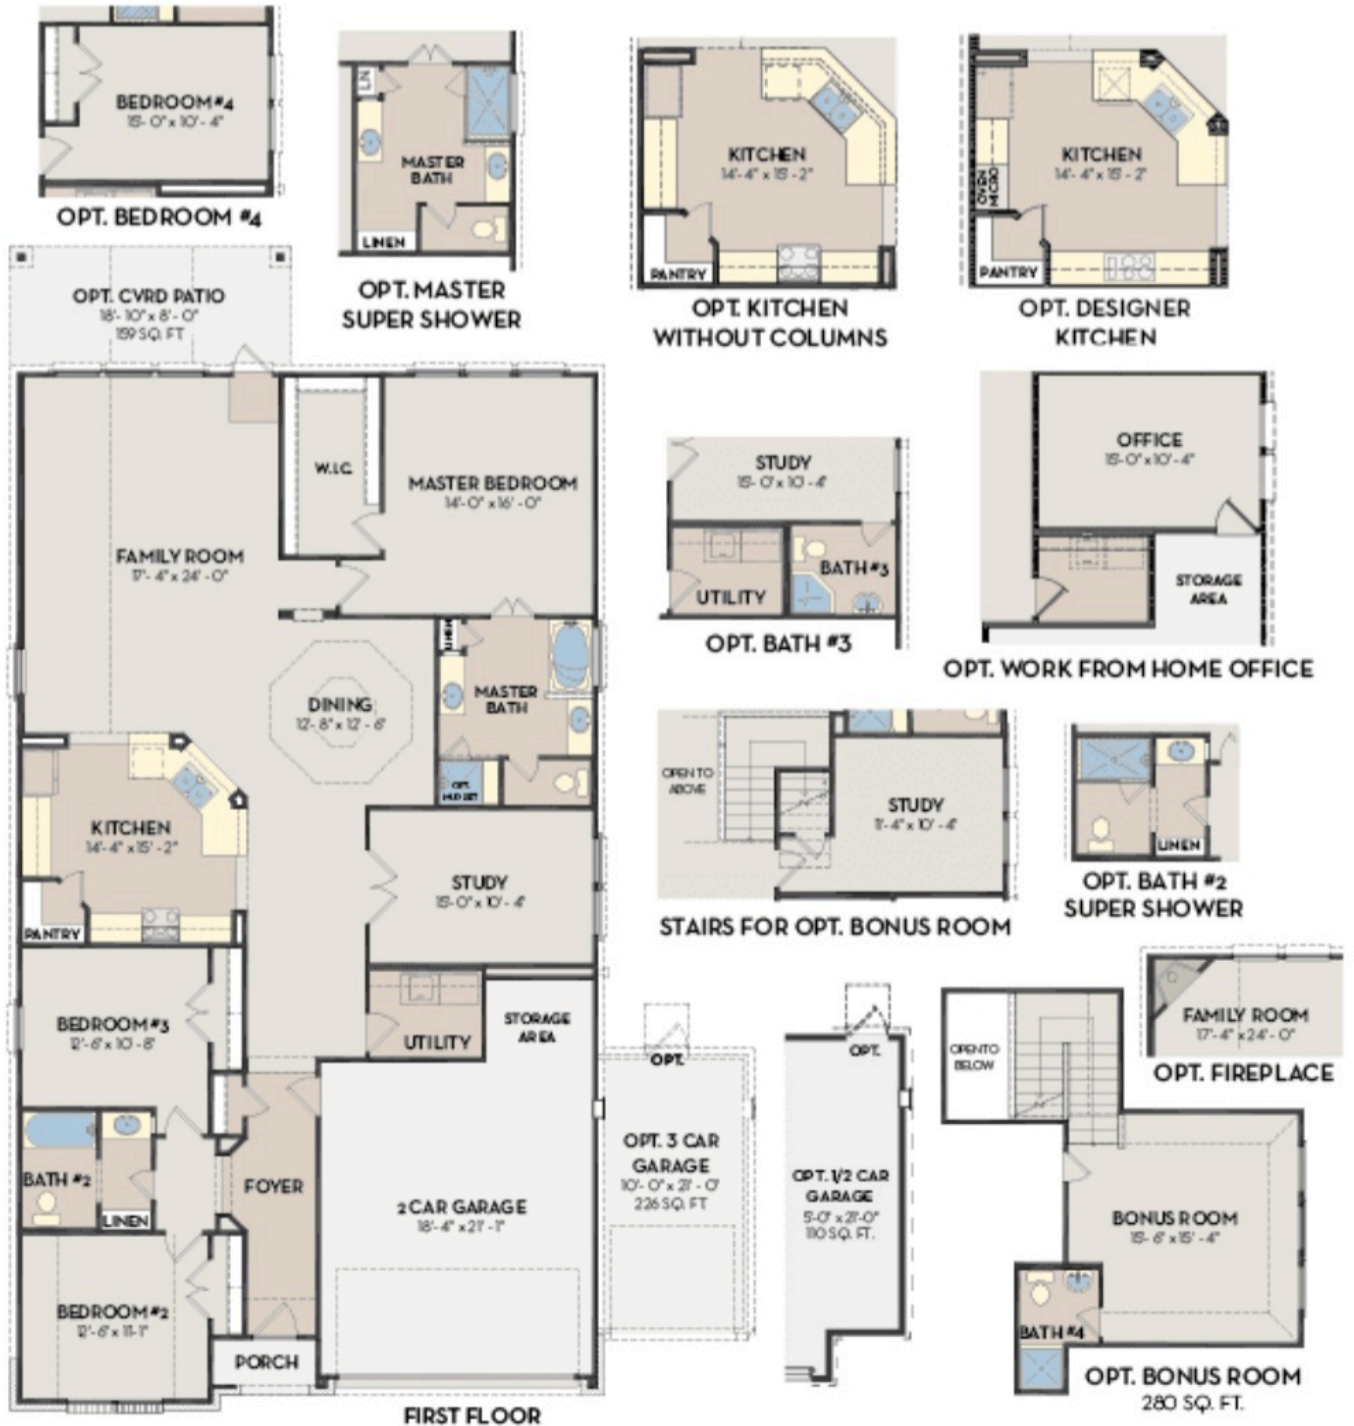 BEDROOM #4
15'-0" x 10'-4"
OPT. BEDROOM #4
LN
MASTER
BATH
LINEN
OPT. MASTER
SUPER SHOWER
KITCHEN
14'-4" x 15'-2"
PANTRY
OPT. KITCHEN
WITHOUT COLUMNS
KITCHEN
14'-4" x 15'-2"
OVEN
MICRO
PANTRY
OPT. DESIGNER
KITCHEN
OPT. CVRD PATIO
18'-10" x 8'-0"
159 SQ. FT
W.I.C.
MASTER BEDROOM
14'-0" x 16'-0"
FAMILY ROOM
17'-4" x 24'-0"
DINING
12'-8" x 12'-6"
MASTER
BATH
OPT.
KITCHEN
14'-4" x 15'-2"
PANTRY
STUDY
15'-0" x 10'-4"
BEDROOM #3
12'-6" x 10'-8"
UTILITY
STORAGE
AREA
BATH #2
LINEN
FOYER
2 CAR GARAGE
18'-4" x 21'-1"
BEDROOM #2
12'-6" x 11'-1"
PORCH
FIRST FLOOR
STUDY
15'-0" x 10'-4"
UTILITY
BATH #3
OPT. BATH #3
OFFICE
15'-0" x 10'-4"
STORAGE
AREA
OPT. WORK FROM HOME OFFICE
OPEN TO
ABOVE
STUDY
11'-4" x 10'-4"
STAIRS FOR OPT. BONUS ROOM
LINEN
OPT. BATH #2
SUPER SHOWER
FAMILY ROOM
17'-4" x 24'-0"
OPT. FIREPLACE
OPT.
OPT. 3 CAR
GARAGE
10'-0" x 21'-0"
226 SQ. FT
OPT.
OPT. 1/2 CAR
GARAGE
5'-0" x 21'-0"
110 SQ. FT.
OPEN TO
BELOW
BONUS ROOM
15'-6" x 15'-4"
BATH #4
OPT. BONUS ROOM
280 SQ. FT.